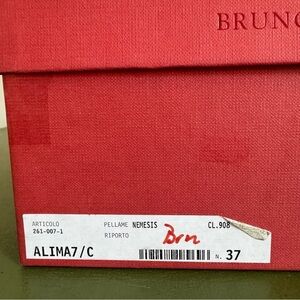 BRUNO
ARTICOLO PELLAME NEMESIS CL.908
261-007-1 RIPORTO Brn
ALIMA7/C N. 37